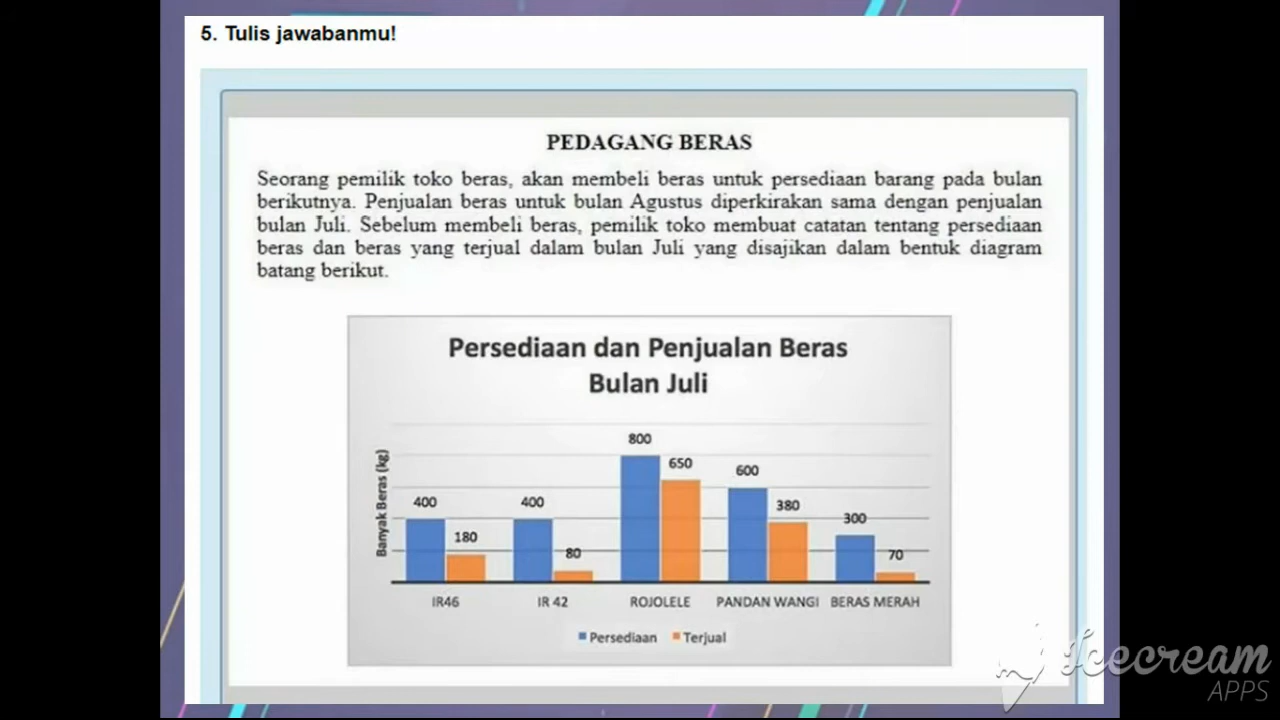 5. Tulis jawabanmu!
PEDAGANG BERAS
Seorang pemilik toko beras, akan membeli beras untuk persediaan barang pada bulan
berikutnya. Penjualan beras untuk bulan Agustus diperkirakan sama dengan penjualan
bulan Juli. Sebelum membeli beras, pemilik toko membuat catatan tentang persediaan
beras dan beras yang terjual dalam bulan Juli yang disajikan dalam bentuk diagram
batang berikut.
Persediaan dan Penjualan Beras
Bulan Juli
Banyak Beras (kg)
400 180 400 80 800 650 600 380 300 70
IR46 IR 42 ROJOLELE PANDAN WANGI BERAS MERAH
Persediaan Terjual
Icecream
APPS